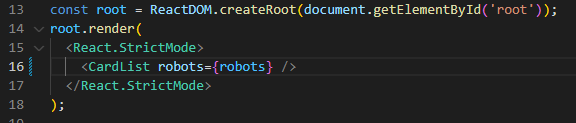 13 const root = ReactDOM.createRoot(document.getElementById('root'));
14 root.render(
15 <React.StrictMode>
16 <CardList robots={robots} />
17 </React.StrictMode>
18 );